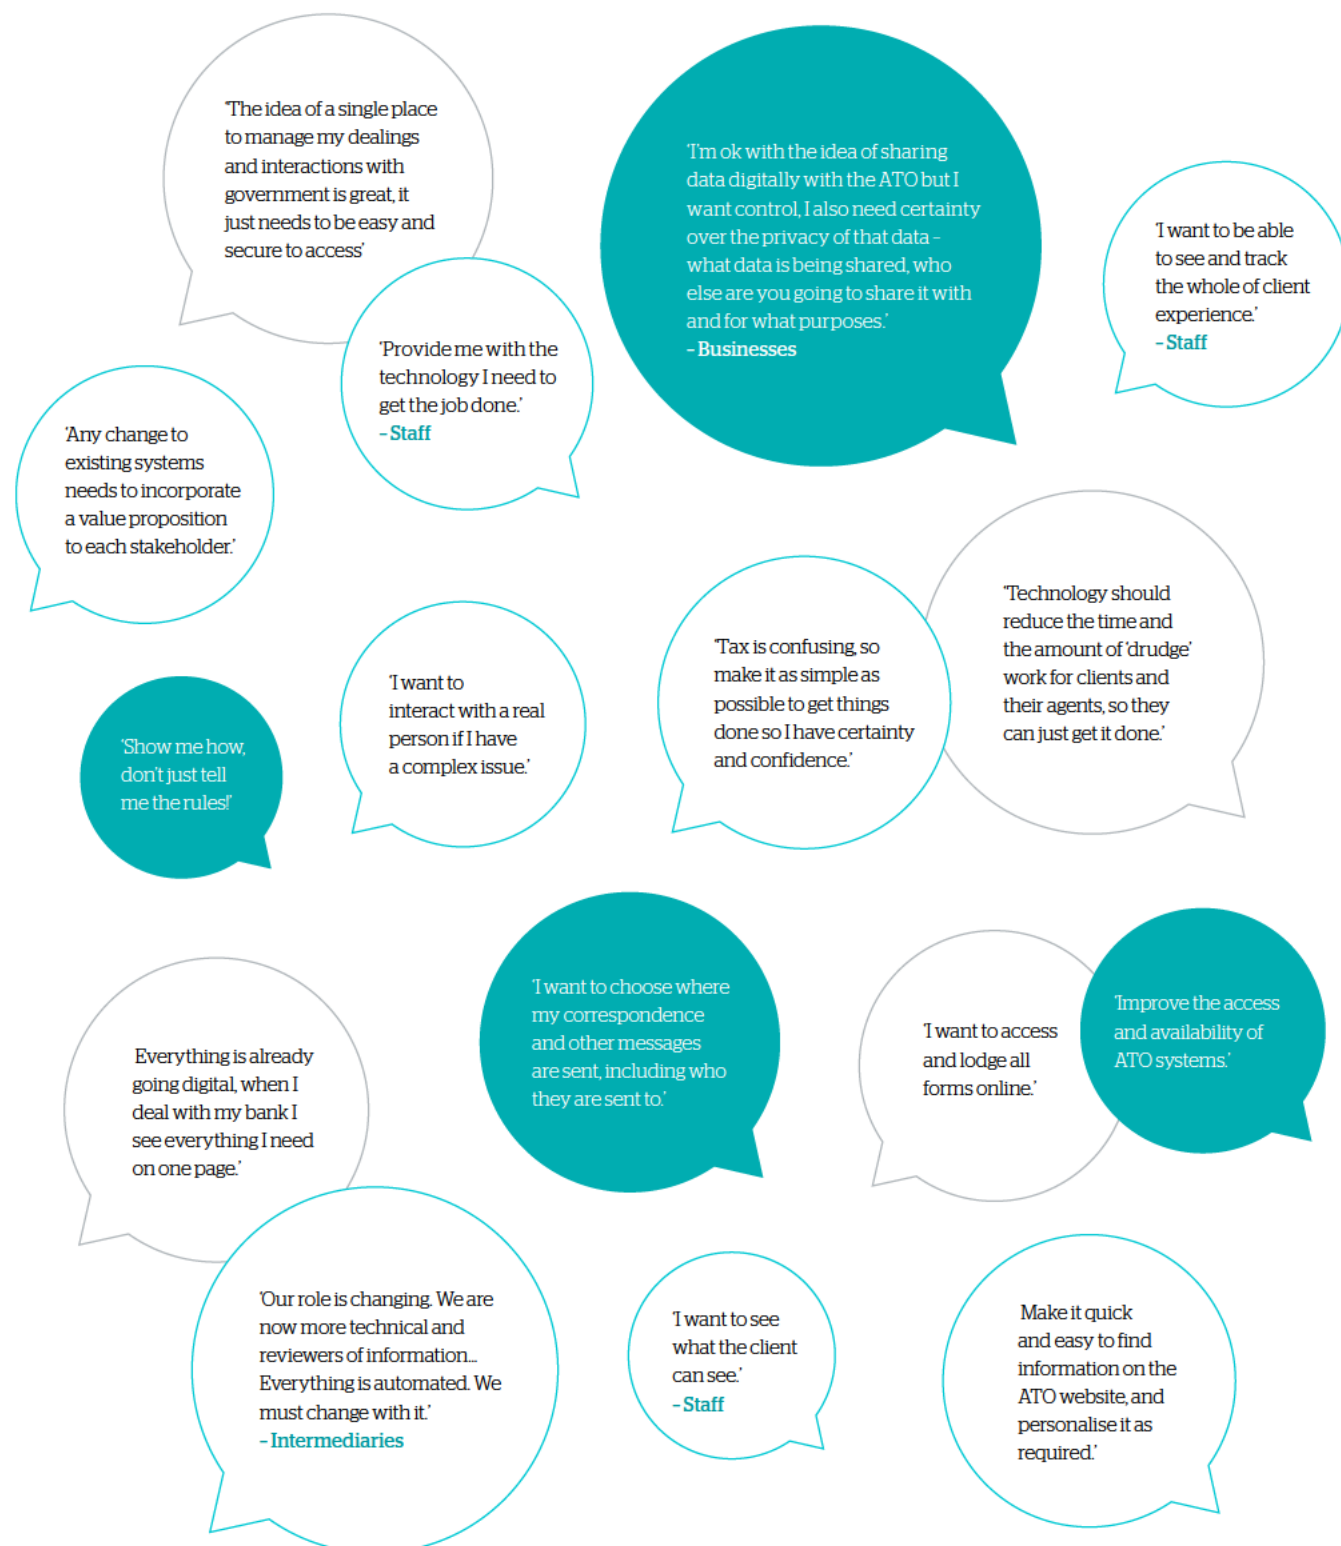 'The idea of a single place
to manage my dealings
and interactions with
government is great, it
just needs to be easy and
secure to access'
'I'm ok with the idea of sharing
data digitally with the ATO but I
want control, I also need certainty
over the privacy of that data –
what data is being shared, who
else are you going to share it with
and for what purposes.'
– Businesses
'I want to be able
to see and track
the whole of client
experience.'
– Staff
'Provide me with the
technology I need to
get the job done.'
– Staff
'Any change to
existing systems
needs to incorporate
a value proposition
to each stakeholder.'
'Technology should
reduce the time and
the amount of 'drudge'
work for clients and
their agents, so they
can just get it done.'
'Tax is confusing, so
make it as simple as
possible to get things
done so I have certainty
and confidence.'
'I want to
interact with a real
person if I have
a complex issue.'
'Show me how,
don't just tell
me the rules!'
'I want to choose where
my correspondence
and other messages
are sent, including who
they are sent to.'
'I want to access
and lodge all
forms online.'
'Improve the access
and availability of
ATO systems.'
Everything is already
going digital, when I
deal with my bank I
see everything I need
on one page.'
'Our role is changing. We are
now more technical and
reviewers of information...
Everything is automated. We
must change with it.'
– Intermediaries
'I want to see
what the client
can see.'
– Staff
Make it quick
and easy to find
information on the
ATO website, and
personalise it as
required.'